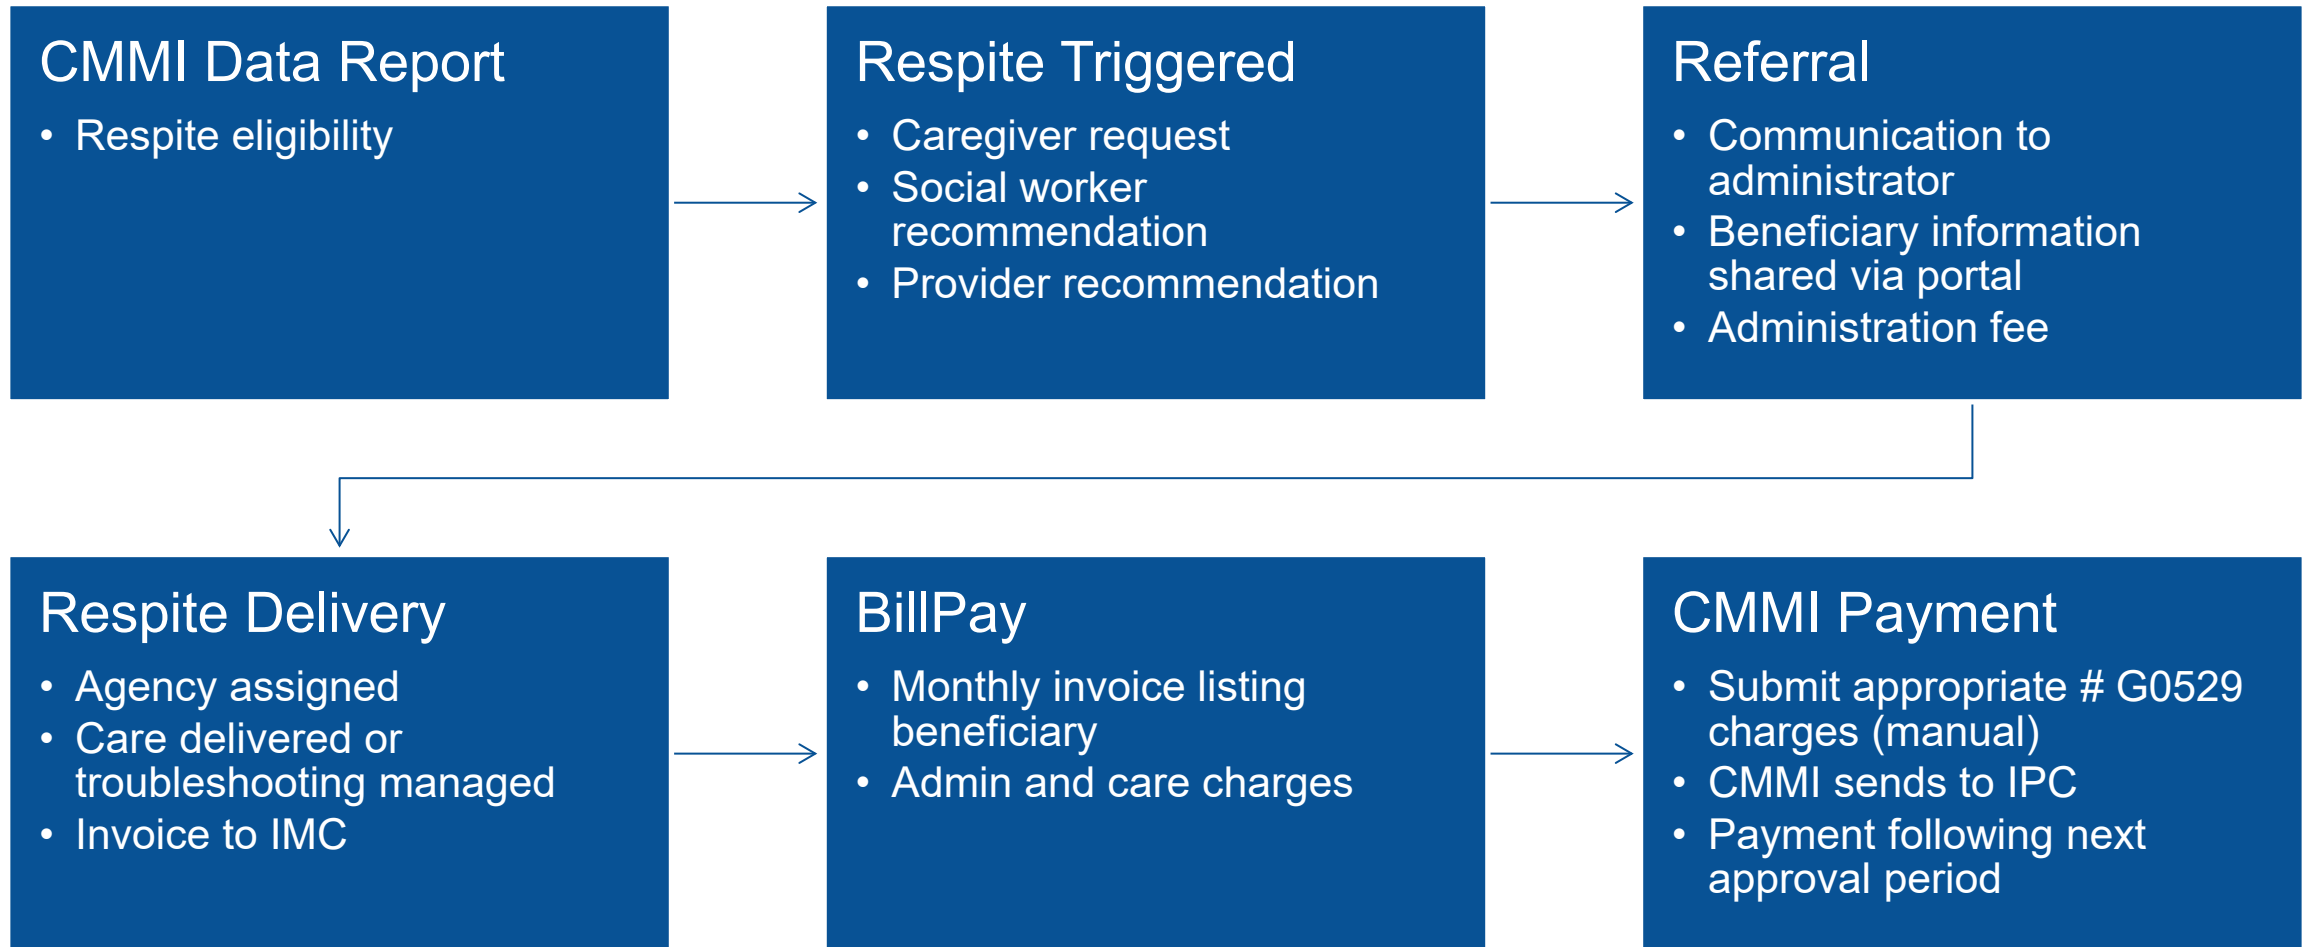 CMMI Data Report
• Respite eligibility
Respite Triggered
• Caregiver request
• Social worker
recommendation
• Provider recommendation
Referral
• Communication to
administrator
• Beneficiary information
shared via portal
• Administration fee
Respite Delivery
• Agency assigned
• Care delivered or
troubleshooting managed
• Invoice to IMC
BillPay
• Monthly invoice listing
beneficiary
• Admin and care charges
CMMI Payment
• Submit appropriate # G0529
charges (manual)
• CMMI sends to IPC
• Payment following next
approval period